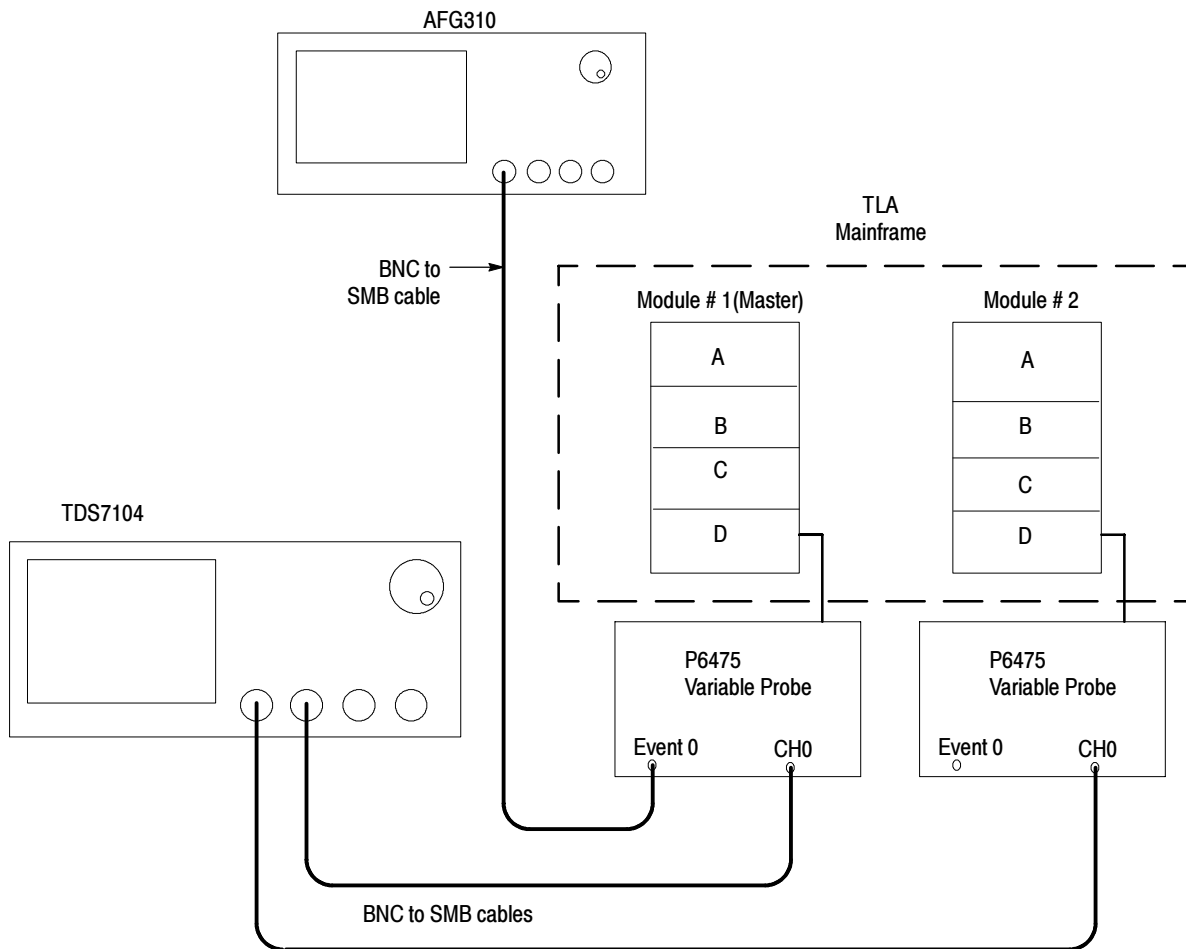 AFG310
TLA
Mainframe
BNC to
SMB cable
Module # 1(Master)
Module # 2
A
B
C
D
A
B
C
D
TDS7104
P6475
Variable Probe
Event 0
CH0
P6475
Variable Probe
Event 0
CH0
BNC to SMB cables